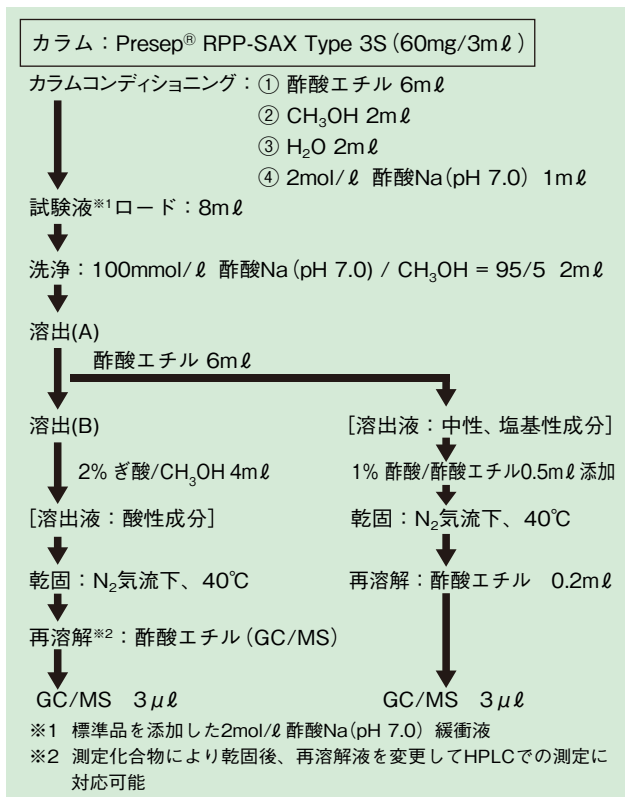 カラム：Presep® RPP-SAX Type 3S（60mg/3mℓ）
カラムコンディショニング：① 酢酸エチル 6mℓ
② CH₃OH 2mℓ
③ H₂O 2mℓ
④ 2mol/ℓ 酢酸Na（pH 7.0） 1mℓ
試験液※1ロード：8mℓ
洗浄：100mmol/ℓ 酢酸Na（pH 7.0）/ CH₃OH = 95/5 2mℓ
溶出(A)
酢酸エチル 6mℓ
溶出(B)
2% ぎ酸/CH₃OH 4mℓ
［溶出液：酸性成分］
乾固：N₂気流下、40℃
再溶解※2：酢酸エチル（GC/MS）
GC/MS 3μℓ
［溶出液：中性、塩基性成分］
1% 酢酸/酢酸エチル0.5mℓ 添加
乾固：N₂気流下、40℃
再溶解：酢酸エチル 0.2mℓ
GC/MS 3μℓ
※1 標準品を添加した2mol/ℓ 酢酸Na（pH 7.0） 緩衝液
※2 測定化合物により乾固後、再溶解液を変更してHPLCでの測定に
対応可能